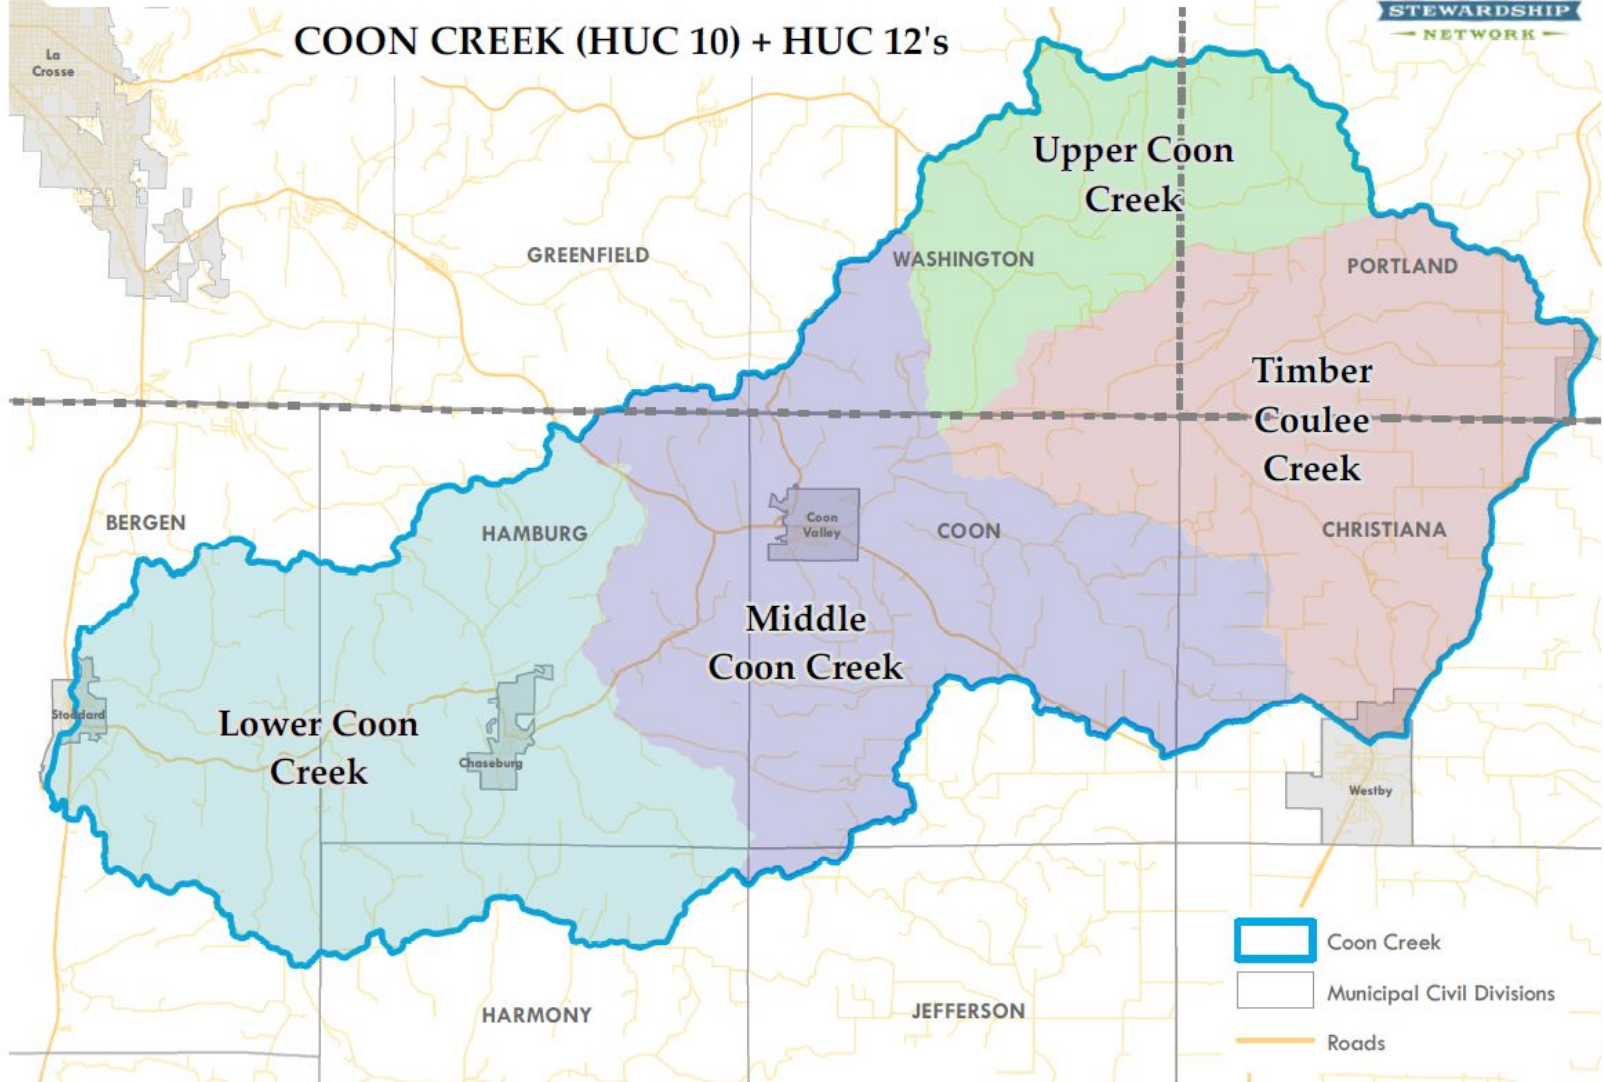 STEWARDSHIP
NETWORK
COON CREEK (HUC 10) + HUC 12's
La
Crosse
Upper Coon
Creek
GREENFIELD
WASHINGTON
PORTLAND
Timber
Coulee
Creek
BERGEN
HAMBURG
Coon
Valley
COON
CHRISTIANA
Middle
Coon Creek
Stoddard
Lower Coon
Creek
Chaseburg
Westby
HARMONY
JEFFERSON
Coon Creek
Municipal Civil Divisions
Roads